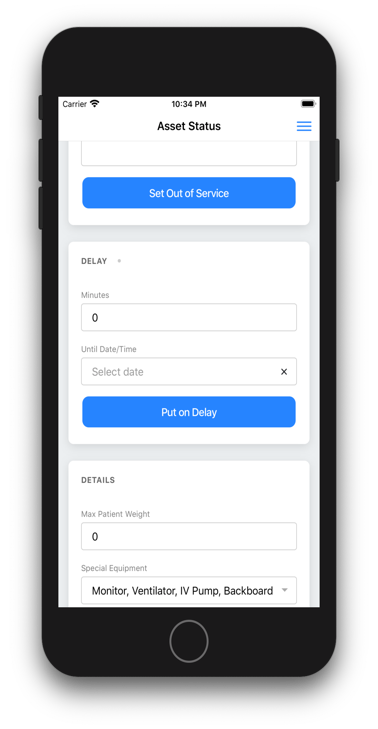 Carrier 10:34 PM
Asset Status
Set Out of Service
DELAY
Minutes
0
Until Date/Time
Select date
Put on Delay
DETAILS
Max Patient Weight
0
Special Equipment
Monitor, Ventilator, IV Pump, Backboard